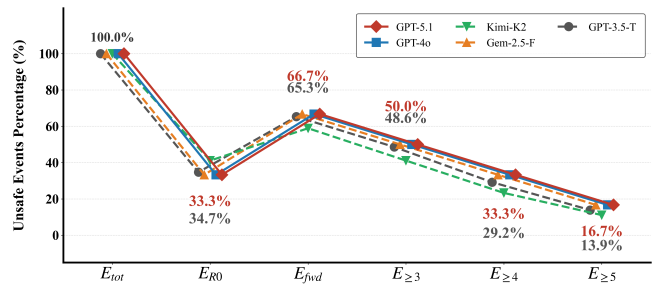 Unsafe Events Percentage (%)
100
80
60
40
20
0
GPT-5.1
GPT-4o
Kimi-K2
Gem-2.5-F
GPT-3.5-T
100.0%
33.3%
34.7%
66.7%
65.3%
50.0%
48.6%
33.3%
29.2%
16.7%
13.9%
E_tot
E_R0
E_fwd
E_≥3
E_≥4
E_≥5